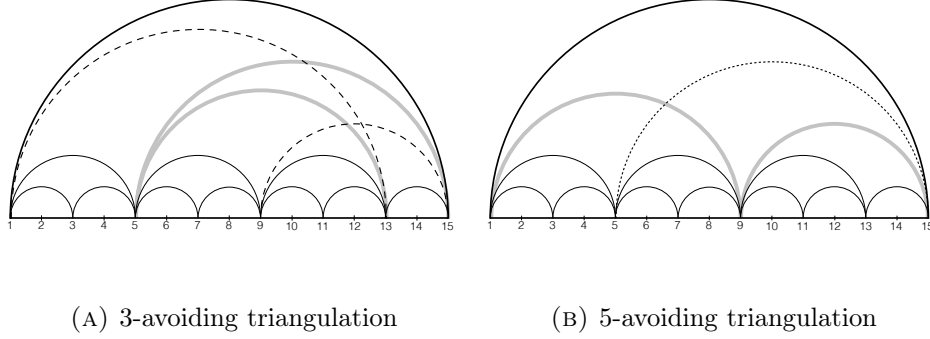 1 2 3 4 5 6 7 8 9 10 11 12 13 14 15
1 2 3 4 5 6 7 8 9 10 11 12 13 14 15
(A) 3-avoiding triangulation
(B) 5-avoiding triangulation